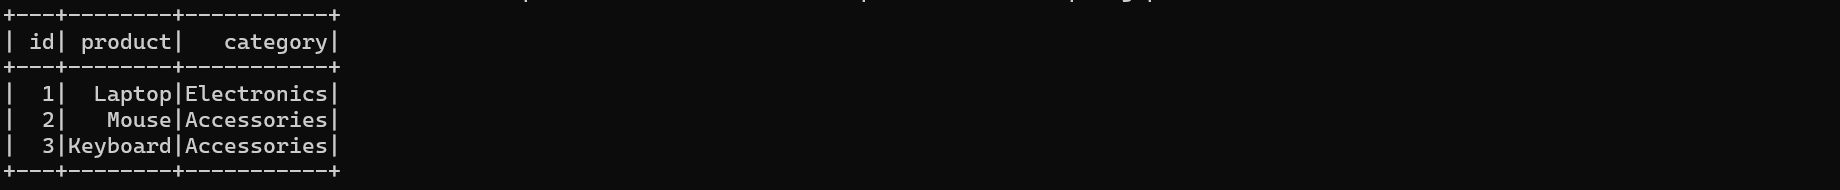 +---+--------+-----------+
| id| product|   category|
+---+--------+-----------+
|  1|  Laptop|Electronics|
|  2|   Mouse|Accessories|
|  3|Keyboard|Accessories|
+---+--------+-----------+